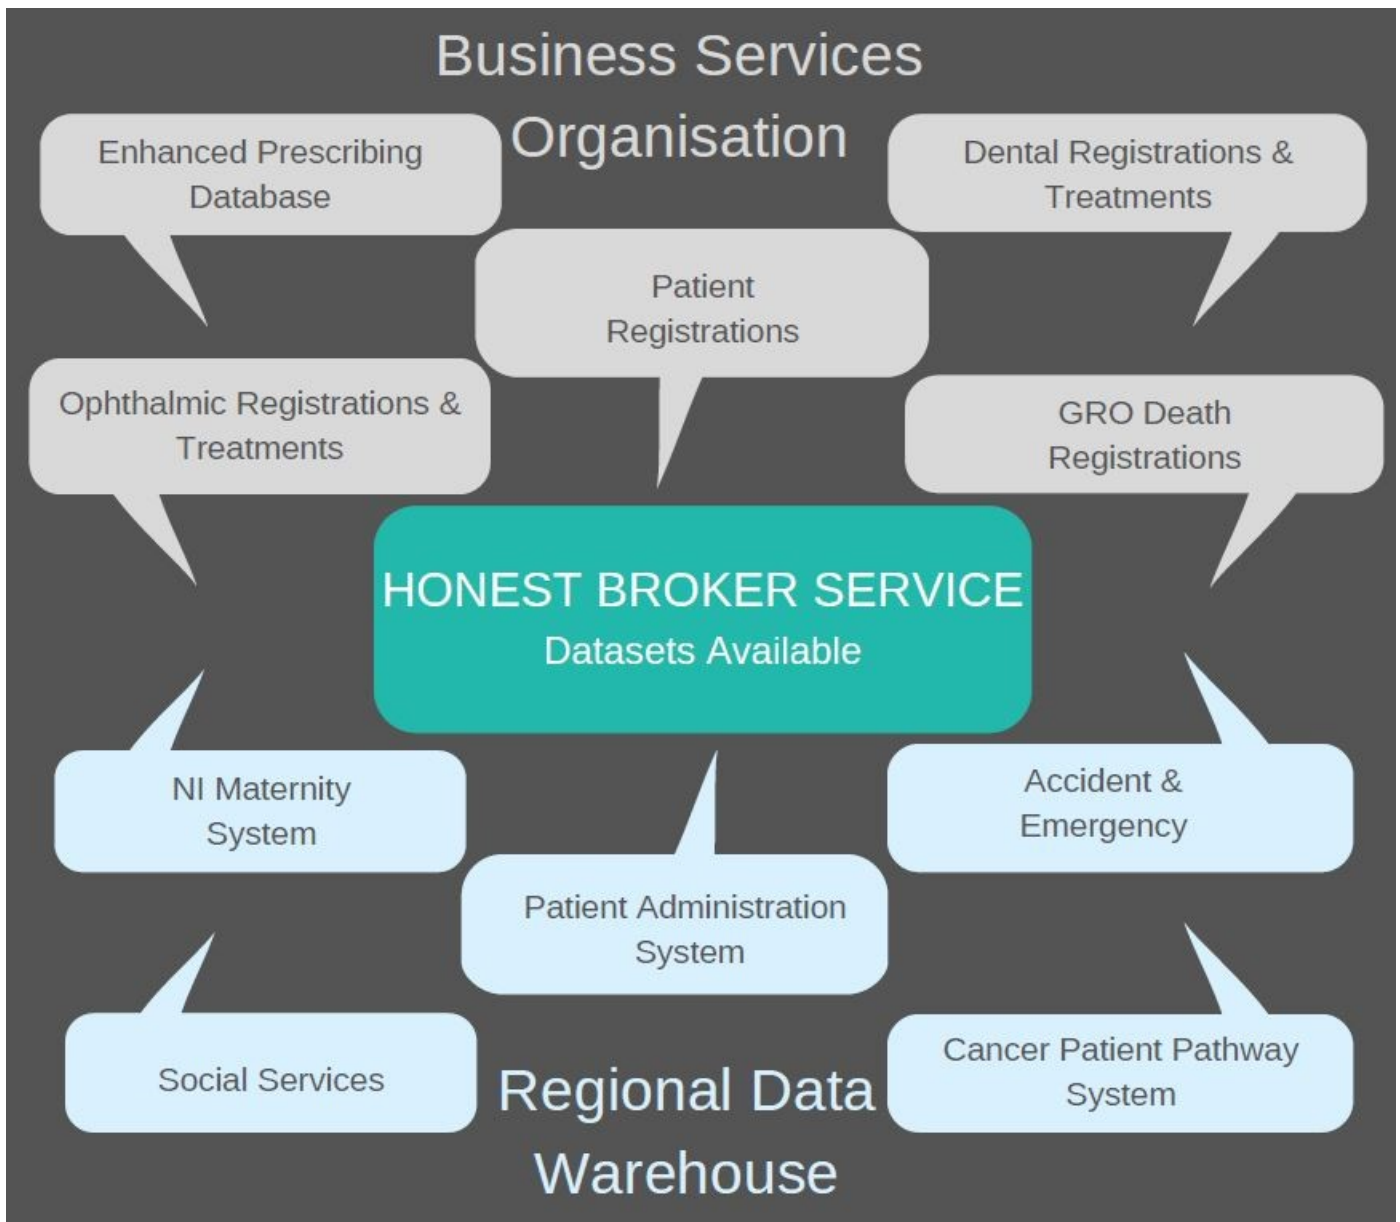 Business Services
Organisation
Enhanced Prescribing
Database
Dental Registrations &
Treatments
Patient
Registrations
Ophthalmic Registrations &
Treatments
GRO Death
Registrations
HONEST BROKER SERVICE
Datasets Available
NI Maternity
System
Accident &
Emergency
Patient Administration
System
Social Services
Cancer Patient Pathway
System
Regional Data
Warehouse